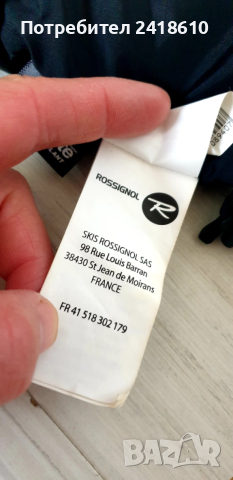 Потребител 2418610
ROSSIGNOL
R
SKIS ROSSIGNOL SAS
98 Rue Louis Barran
38430 St Jean de Moirans
FRANCE
FR 41 518 302 179
bazar